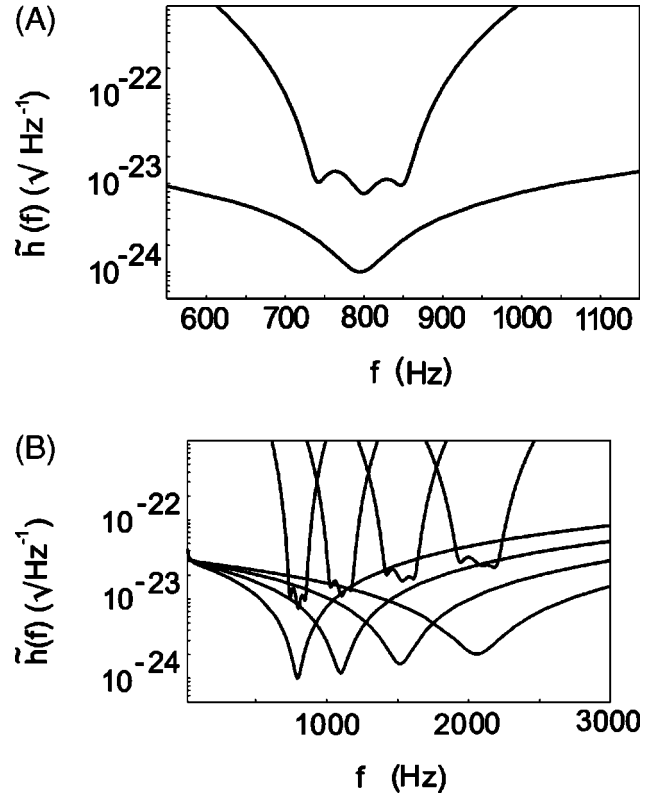 (A)
10⁻²²
10⁻²³
10⁻²⁴
h̃ (f) (√ Hz⁻¹)
600 700 800 900 1000 1100
f (Hz)
(B)
10⁻²²
10⁻²³
10⁻²⁴
h̃(f) (√Hz⁻¹)
1000 2000 3000
f (Hz)